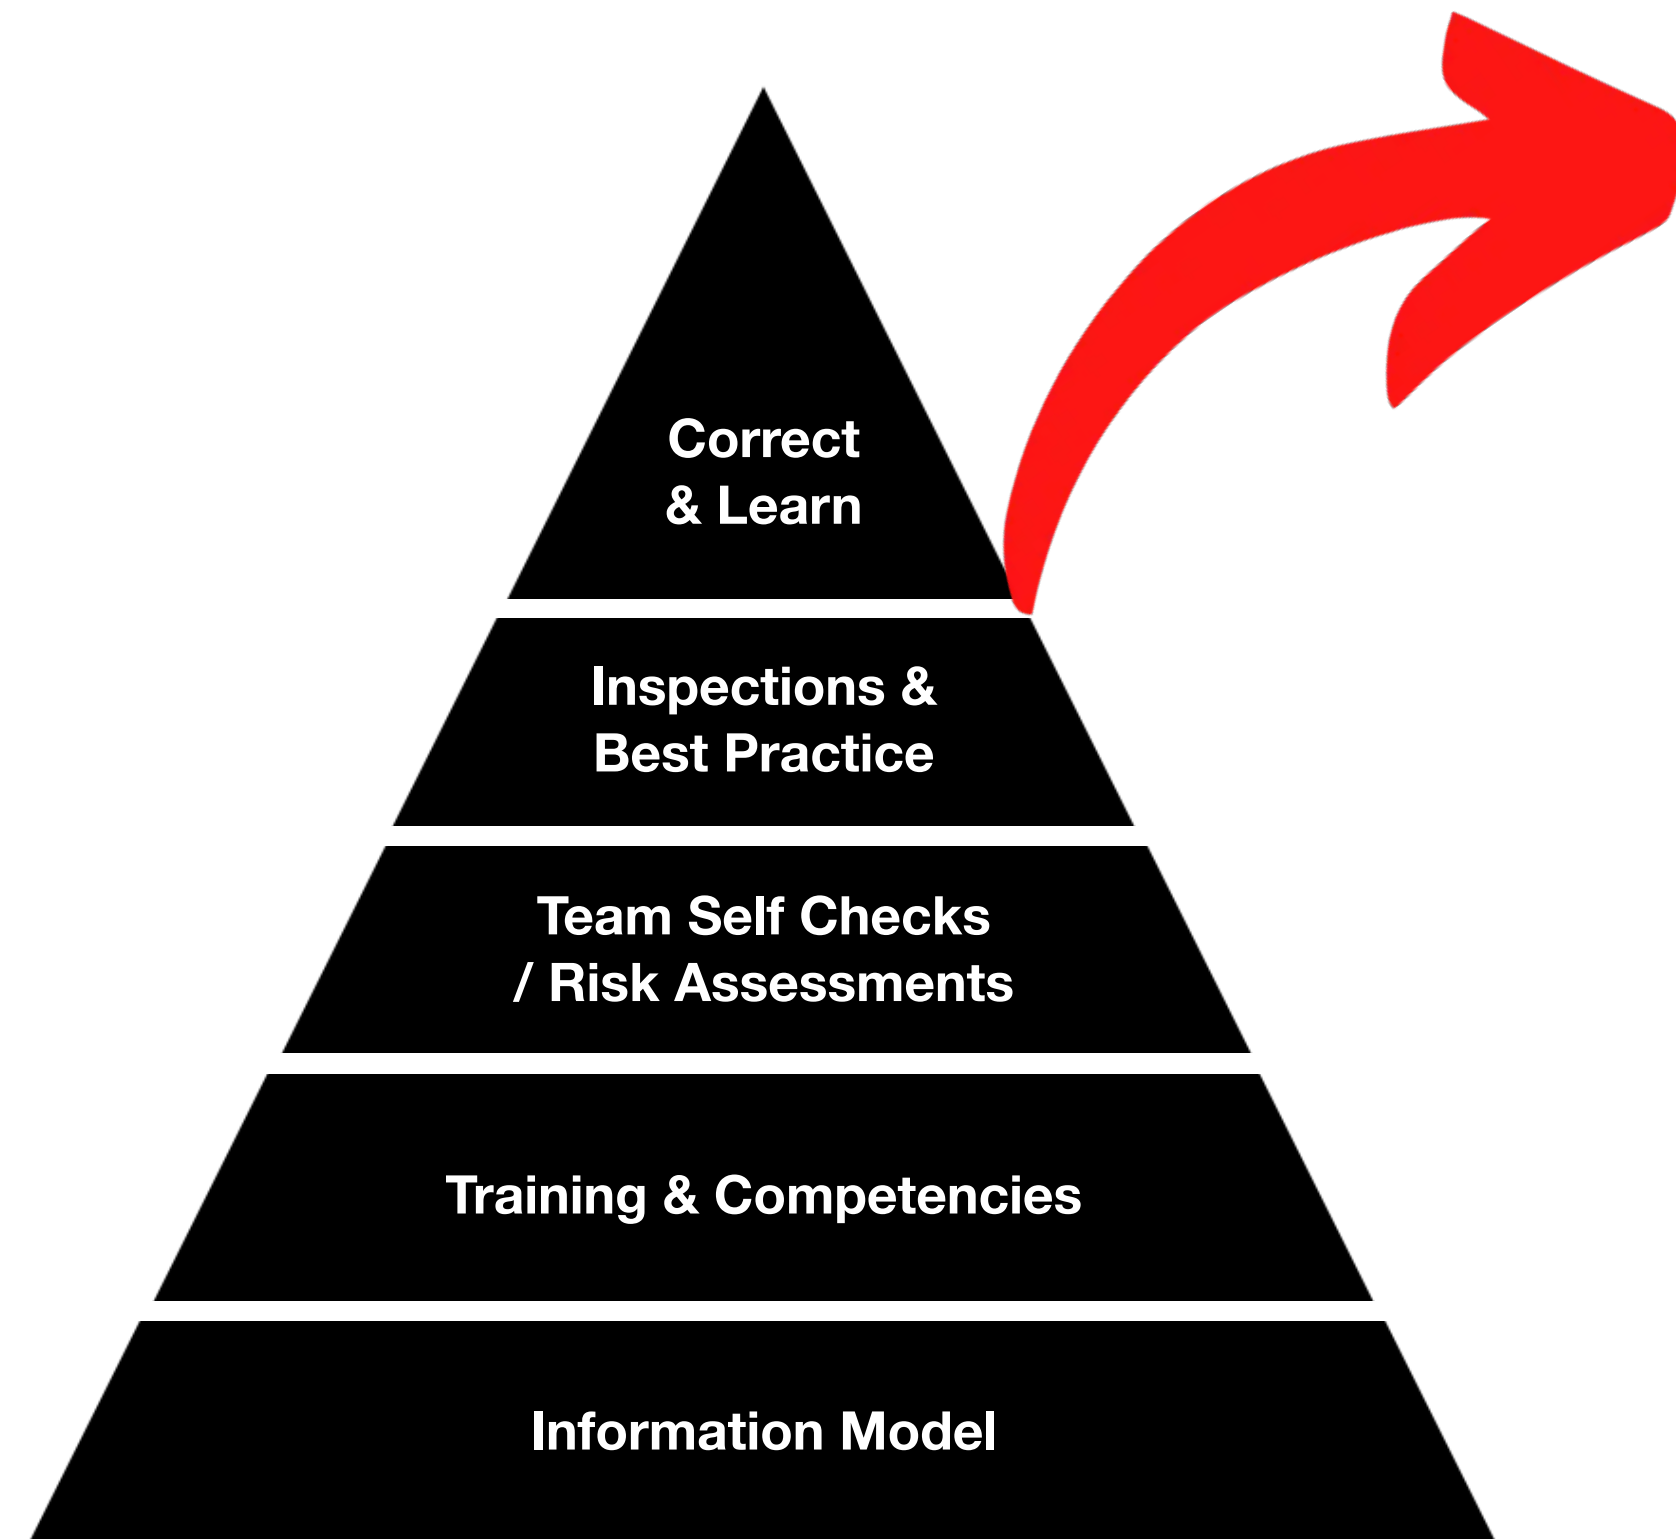 Correct
& Learn
Inspections &
Best Practice
Team Self Checks
/ Risk Assessments
Training & Competencies
Information Model